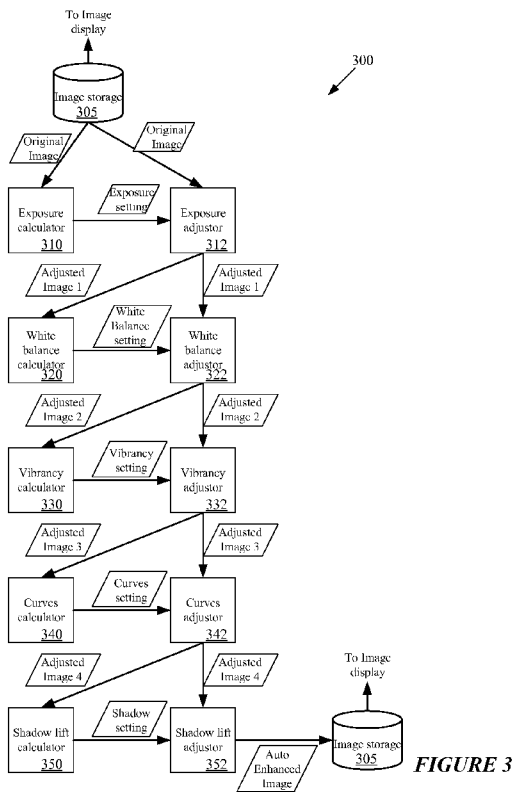 To Image
display
300
Image storage
305
Original
Image
Original
Image
Exposure
setting
Exposure
calculator
310
Exposure
adjustor
312
Adjusted
Image 1
Adjusted
Image 1
White
Balance
setting
White
balance
calculator
320
White
balance
adjustor
322
Adjusted
Image 2
Adjusted
Image 2
Vibrancy
setting
Vibrancy
calculator
330
Vibrancy
adjustor
332
Adjusted
Image 3
Adjusted
Image 3
Curves
setting
Curves
calculator
340
Curves
adjustor
342
Adjusted
Image 4
Adjusted
Image 4
To Image
display
Shadow
setting
Shadow lift
calculator
350
Shadow lift
adjustor
352
Image storage
305
Auto
Enhanced
Image
FIGURE 3